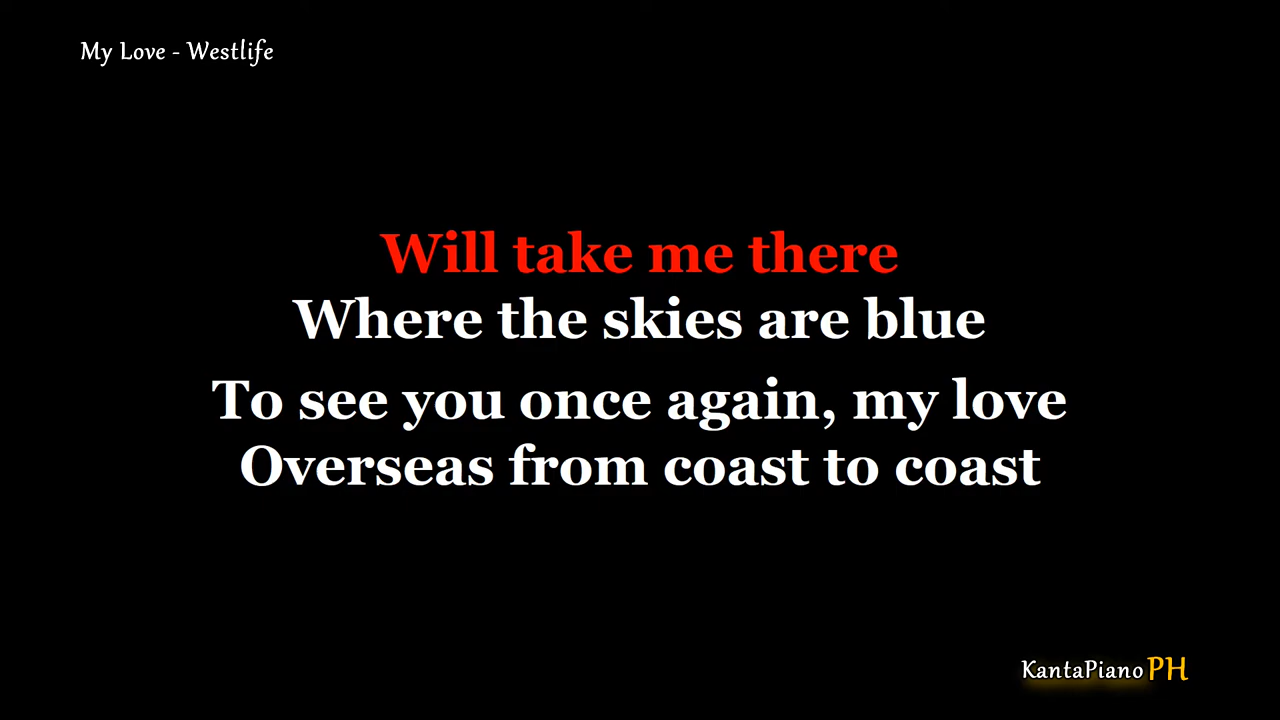 My Love - Westlife
Will take me there
Where the skies are blue
To see you once again, my love
Overseas from coast to coast
KantaPiano PH